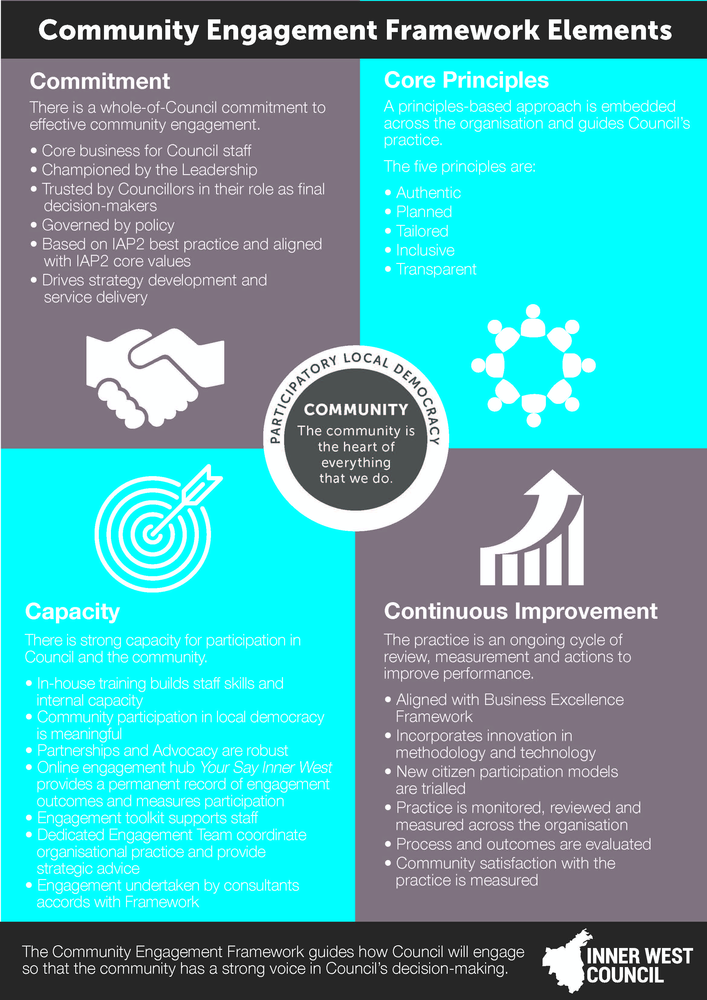 Community Engagement Framework Elements
Commitment
There is a whole-of-Council commitment to
effective community engagement.
• Core business for Council staff
• Championed by the Leadership
• Trusted by Councillors in their role as final
decision-makers
• Governed by policy
• Based on IAP2 best practice and aligned
with IAP2 core values
• Drives strategy development and
service delivery
Core Principles
A principles-based approach is embedded
across the organisation and guides Council's
practice.
The five principles are:
• Authentic
• Planned
• Tailored
• Inclusive
• Transparent
PARTICIPATORY LOCAL DEMOCRACY
COMMUNITY
The community is
the heart of
everything
that we do.
Capacity
There is strong capacity for participation in
Council and the community.
• In-house training builds staff skills and
internal capacity
• Community participation in local democracy
is meaningful
• Partnerships and Advocacy are robust
• Online engagement hub Your Say Inner West
provides a permanent record of engagement
outcomes and measures participation
• Engagement toolkit supports staff
• Dedicated Engagement Team coordinate
organisational practice and provide
strategic advice
• Engagement undertaken by consultants
accords with Framework
Continuous Improvement
The practice is an ongoing cycle of
review, measurement and actions to
improve performance.
• Aligned with Business Excellence
Framework
• Incorporates innovation in
methodology and technology
• New citizen participation models
are trialled
• Practice is monitored, reviewed and
measured across the organisation
• Process and outcomes are evaluated
• Community satisfaction with the
practice is measured
The Community Engagement Framework guides how Council will engage
so that the community has a strong voice in Council's decision-making.
INNER WEST
COUNCIL